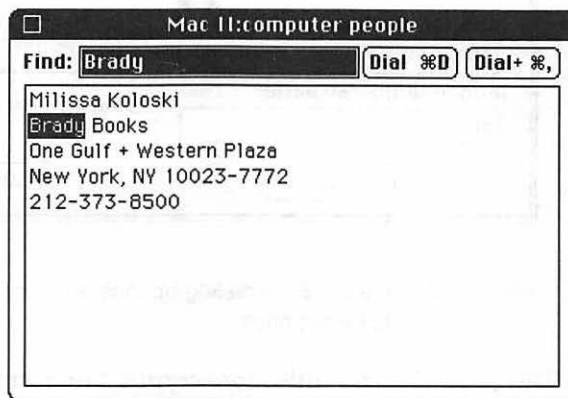 Mac II:computer people
Find: Brady Dial ⌘D Dial+ ⌘,
Milissa Koloski
Brady Books
One Gulf + Western Plaza
New York, NY 10023-7772
212-373-8500